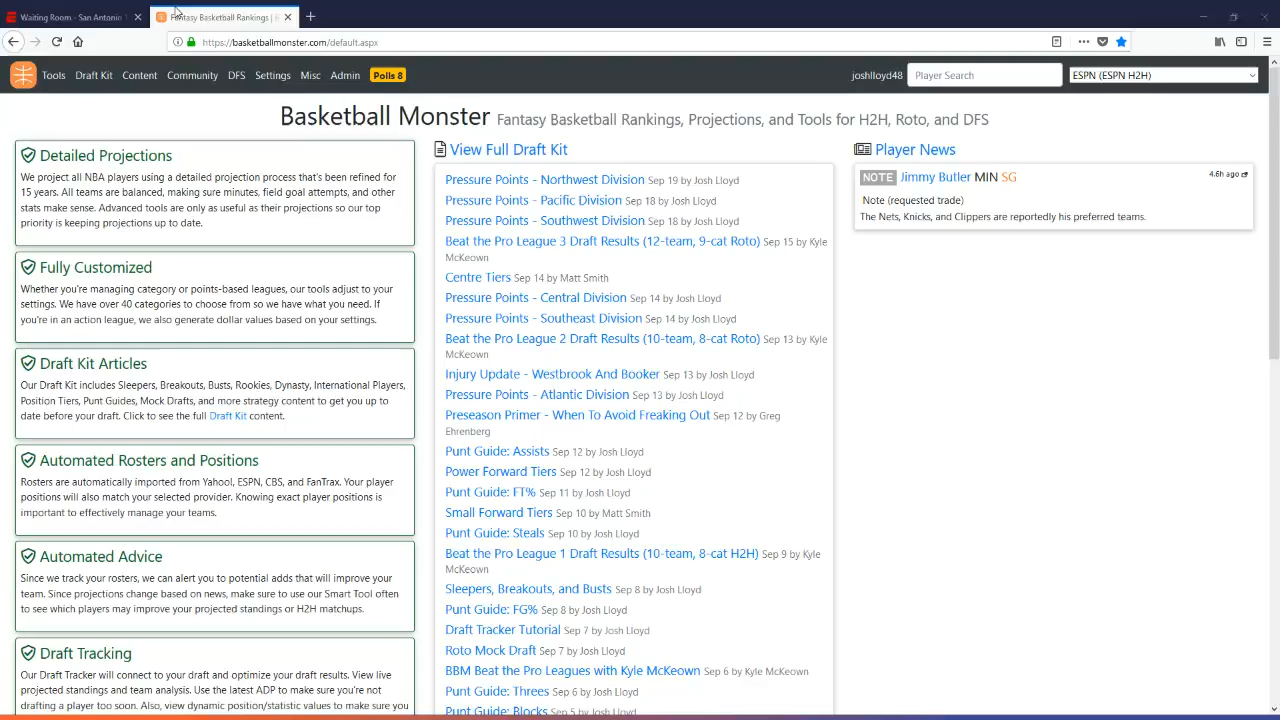 Waiting Room - San Antonio
Fantasy Basketball Rankings |
https://basketballmonster.com/default.aspx
Tools Draft Kit Content Community DFS Settings Misc Admin Polls 8 joshlloyd48 Player Search ESPN (ESPN H2H)
Basketball Monster Fantasy Basketball Rankings, Projections, and Tools for H2H, Roto, and DFS
Detailed Projections
We project all NBA players using a detailed projection process that's been refined for
15 years. All teams are balanced, making sure minutes, field goal attempts, and other
stats make sense. Advanced tools are only as useful as their projections so our top
priority is keeping projections up to date.
Fully Customized
Whether you're managing category or points-based leagues, our tools adjust to your
settings. We have over 40 categories to choose from so we have what you need. If
you're in an action league, we also generate dollar values based on your settings.
Draft Kit Articles
Our Draft Kit includes Sleepers, Breakouts, Busts, Rookies, Dynasty, International Players,
Position Tiers, Punt Guides, Mock Drafts, and more strategy content to get you up to
date before your draft. Click to see the full Draft Kit content.
Automated Rosters and Positions
Rosters are automatically imported from Yahoo!, ESPN, CBS, and FanTrax. Your player
positions will also match your selected provider. Knowing exact player positions is
important to effectively manage your teams.
Automated Advice
Since we track your rosters, we can alert you to potential adds that will improve your
team. Since projections change based on news, make sure to use our Smart Tool often
to see which players may improve your projected standings or H2H matchups.
Draft Tracking
Our Draft Tracker will connect to your draft and optimize your draft results. View live
projected standings and team analysis. Use the latest ADP to make sure you're not
drafting a player too soon. Also, view dynamic position/statistic values to make sure you
View Full Draft Kit
Pressure Points - Northwest Division Sep 19 by Josh Lloyd
Pressure Points - Pacific Division Sep 18 by Josh Lloyd
Pressure Points - Southwest Division Sep 18 by Josh Lloyd
Beat the Pro League 3 Draft Results (12-team, 9-cat Roto) Sep 15 by Kyle
McKeown
Centre Tiers Sep 14 by Matt Smith
Pressure Points - Central Division Sep 14 by Josh Lloyd
Pressure Points - Southeast Division Sep 14 by Josh Lloyd
Beat the Pro League 2 Draft Results (10-team, 8-cat Roto) Sep 13 by Kyle
McKeown
Injury Update - Westbrook And Booker Sep 13 by Josh Lloyd
Pressure Points - Atlantic Division Sep 13 by Josh Lloyd
Preseason Primer - When To Avoid Freaking Out Sep 12 by Greg
Ehrenberg
Punt Guide: Assists Sep 12 by Josh Lloyd
Power Forward Tiers Sep 12 by Josh Lloyd
Punt Guide: FT% Sep 11 by Josh Lloyd
Small Forward Tiers Sep 10 by Matt Smith
Punt Guide: Steals Sep 10 by Josh Lloyd
Beat the Pro League 1 Draft Results (10-team, 8-cat H2H) Sep 9 by Kyle
McKeown
Sleepers, Breakouts, and Busts Sep 8 by Josh Lloyd
Punt Guide: FG% Sep 8 by Josh Lloyd
Draft Tracker Tutorial Sep 7 by Josh Lloyd
Roto Mock Draft Sep 7 by Josh Lloyd
BBM Beat the Pro Leagues with Kyle McKeown Sep 6 by Kyle McKeown
Punt Guide: Threes Sep 6 by Josh Lloyd
Punt Guide: Blocks Sep 5 by Josh Lloyd
Player News
NOTE Jimmy Butler MIN SG 4.6h ago
Note (requested trade)
The Nets, Knicks, and Clippers are reportedly his preferred teams.